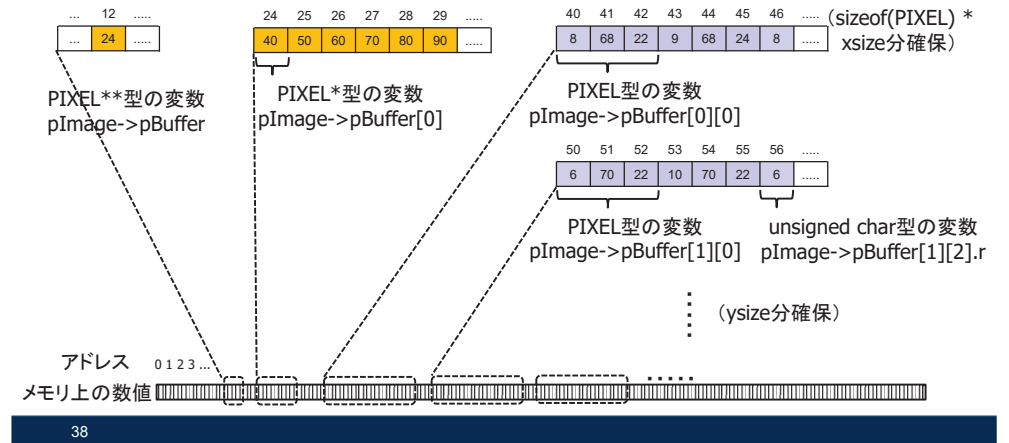 ... 12 .....
... 24 .....
PIXEL**型の変数
pImage->pBuffer
24 25 26 27 28 29 .....
40 50 60 70 80 90 .....
PIXEL*型の変数
pImage->pBuffer[0]
40 41 42 43 44 45 46 .....
8 68 22 9 68 24 8 .....
（sizeof(PIXEL) *
xsize分確保）
PIXEL型の変数
pImage->pBuffer[0][0]
50 51 52 53 54 55 56 .....
6 70 22 10 70 22 6 .....
PIXEL型の変数
pImage->pBuffer[1][0]
unsigned char型の変数
pImage->pBuffer[1][2].r
（ysize分確保）
アドレス 0 1 2 3 ...
.....
メモリ上の数値
38